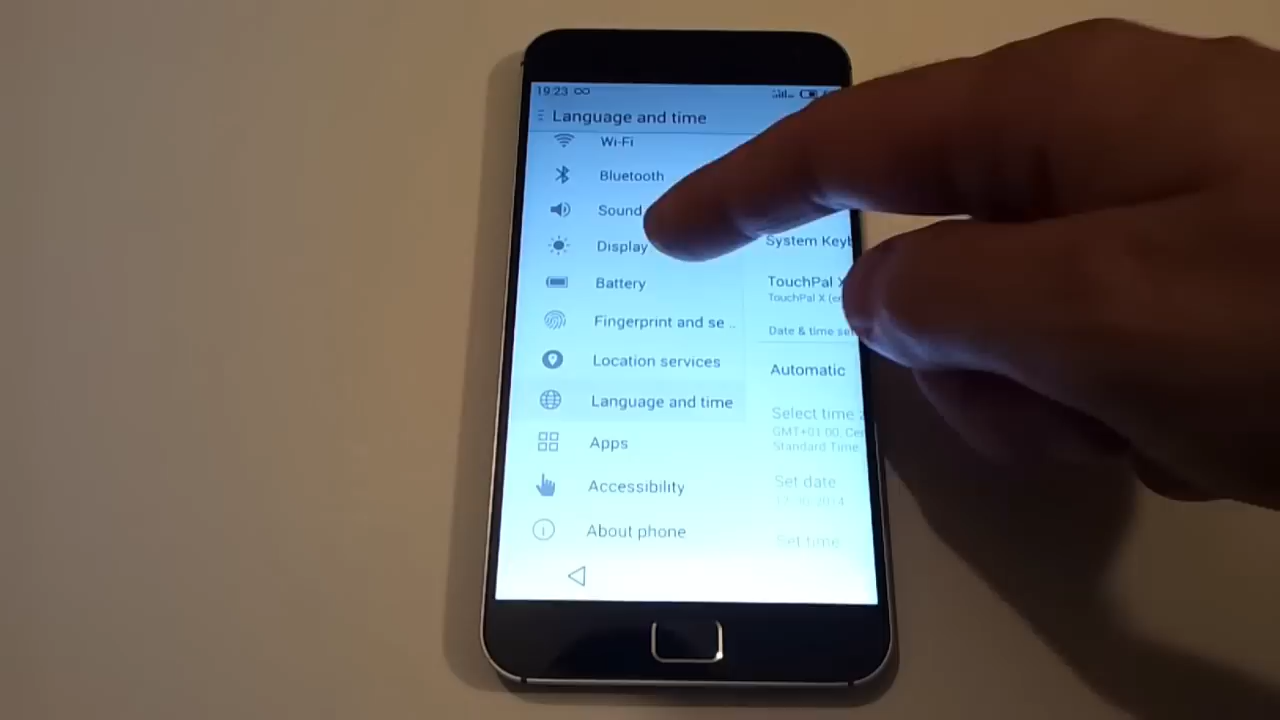 19:23
Language and time
Wi-Fi
Bluetooth
Sound
Display
Battery
Fingerprint and se ..
Location services
Language and time
Apps
Accessibility
About phone
System Keyb
TouchPal X
TouchPal X (en
Date & time set
Automatic
Select time
GMT+01:00, Cen
Standard Time
Set date
Set time